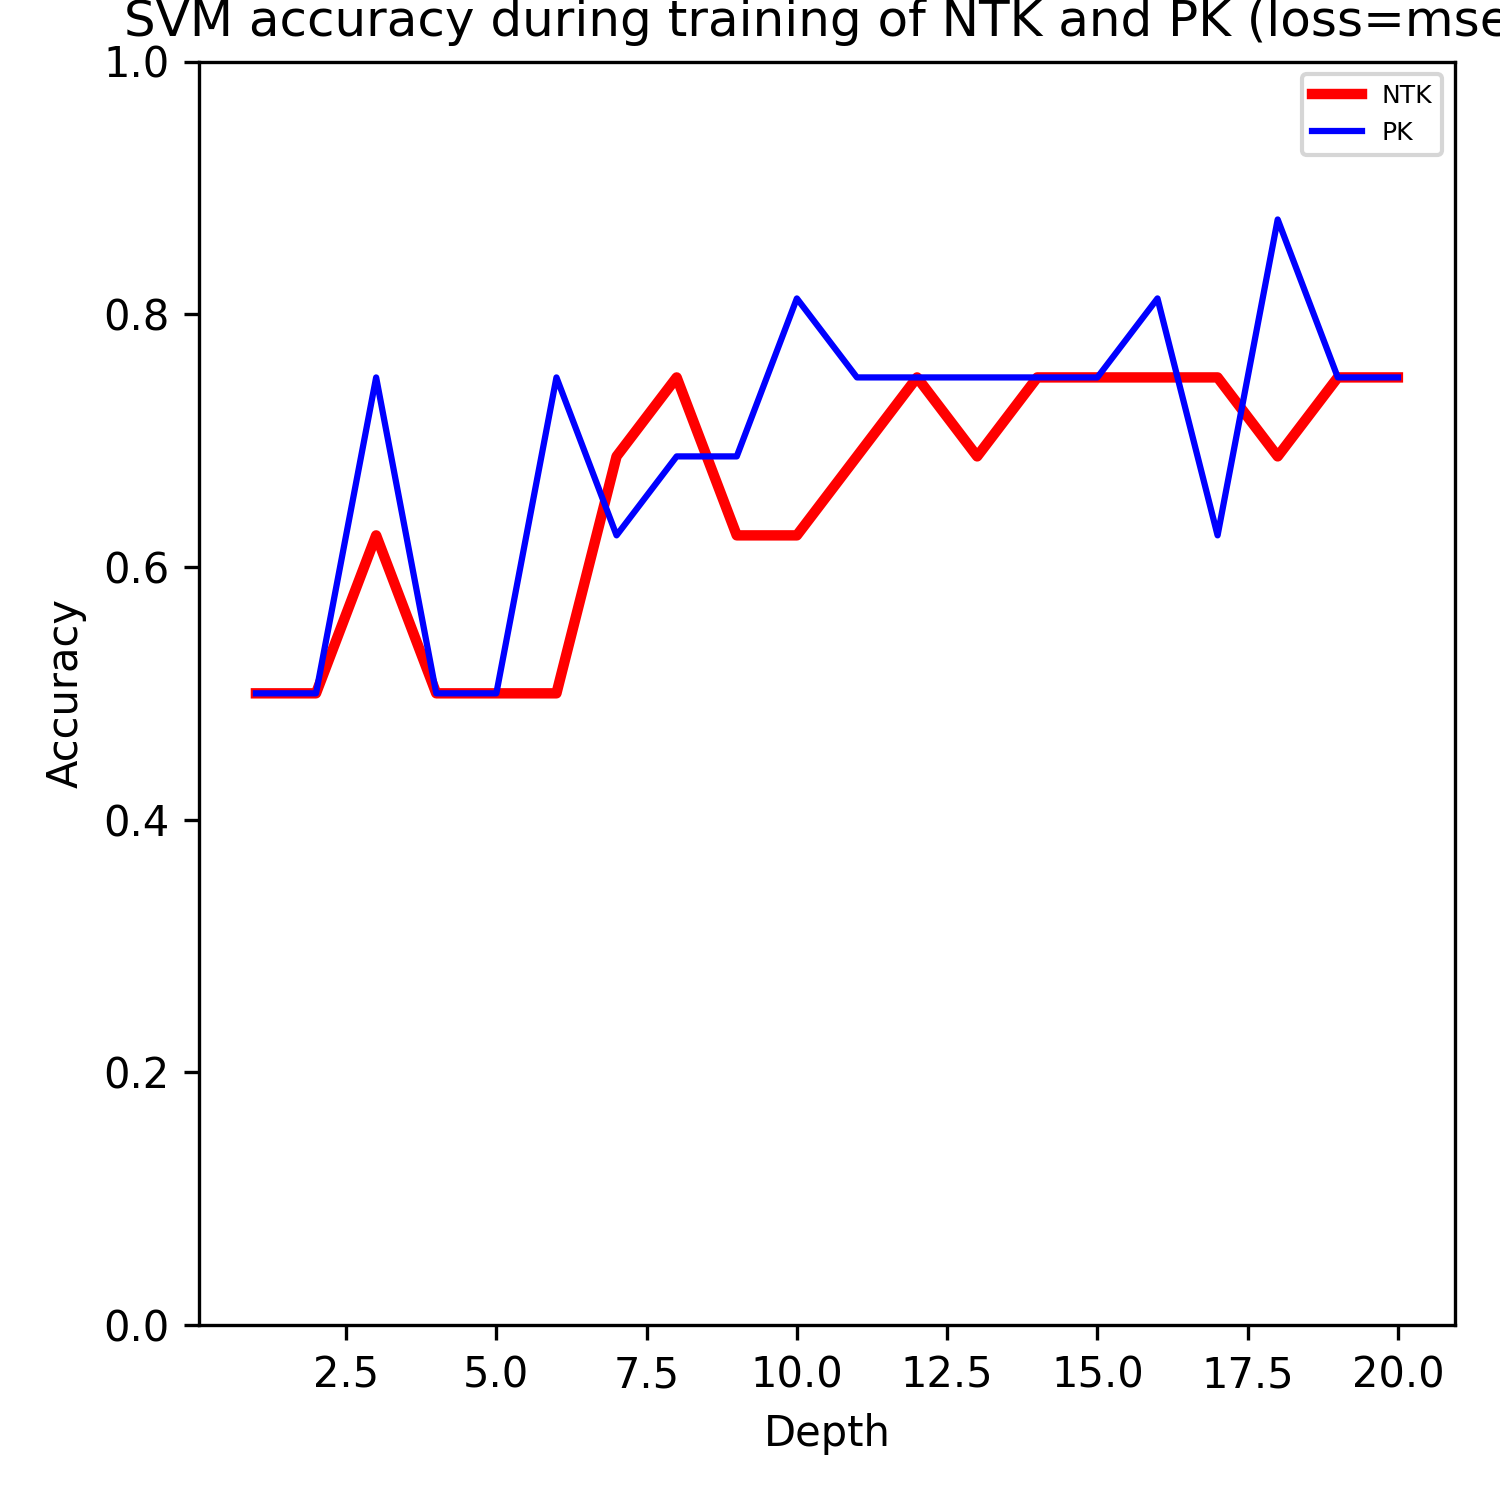 SVM accuracy during training of NTK and PK (loss=mse
NTK
PK
1.0
0.8
0.6
0.4
0.2
0.0
Accuracy
2.5 5.0 7.5 10.0 12.5 15.0 17.5 20.0
Depth